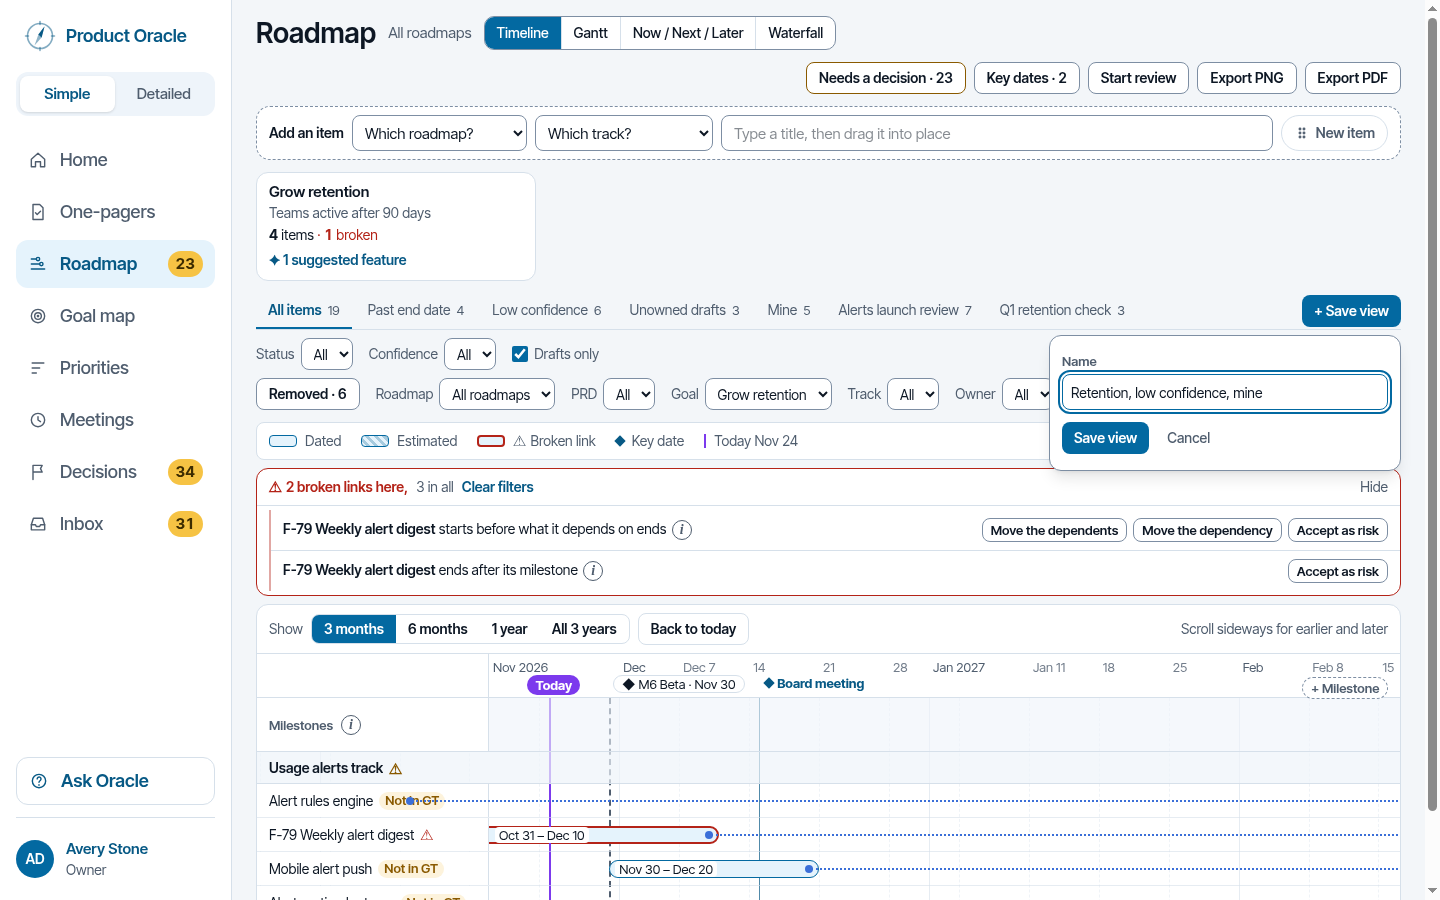 Product Oracle
Simple
Detailed
Home
One-pagers
Roadmap 23
Goal map
Priorities
Meetings
Decisions 34
Inbox 31
Ask Oracle
AD
Avery Stone
Owner
Roadmap All roadmaps Timeline Gantt Now / Next / Later Waterfall
Needs a decision · 23 Key dates · 2 Start review Export PNG Export PDF
Add an item Which roadmap? Which track? Type a title, then drag it into place New item
Grow retention
Teams active after 90 days
4 items · 1 broken
1 suggested feature
All items 19 Past end date 4 Low confidence 6 Unowned drafts 3 Mine 5 Alerts launch review 7 Q1 retention check 3 + Save view
Status All Confidence All Drafts only
Removed · 6 Roadmap All roadmaps PRD All Goal Grow retention Track All Owner All
Name
Retention, low confidence, mine
Save view Cancel
Dated Estimated Broken link Key date Today Nov 24
2 broken links here, 3 in all Clear filters Hide
F-79 Weekly alert digest starts before what it depends on ends i Move the dependents Move the dependency Accept as risk
F-79 Weekly alert digest ends after its milestone i Accept as risk
Show 3 months 6 months 1 year All 3 years Back to today Scroll sideways for earlier and later
Nov 2026 Dec Dec 7 14 21 28 Jan 2027 Jan 11 18 25 Feb Feb 8 15
Today M6 Beta · Nov 30 Board meeting + Milestone
Milestones i
Usage alerts track
Alert rules engine Not in GT
F-79 Weekly alert digest Oct 31 – Dec 10
Mobile alert push Not in GT Nov 30 – Dec 20